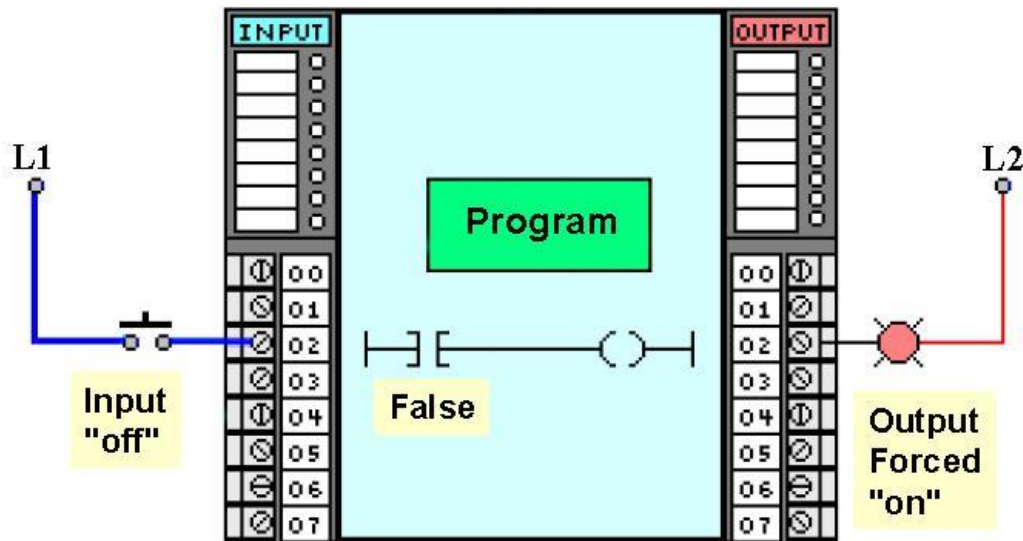 INPUT
OUTPUT
L1
L2
Program
00
01
02
03
04
05
06
07
00
01
02
03
04
05
06
07
Input
"off"
False
Output
Forced
"on"